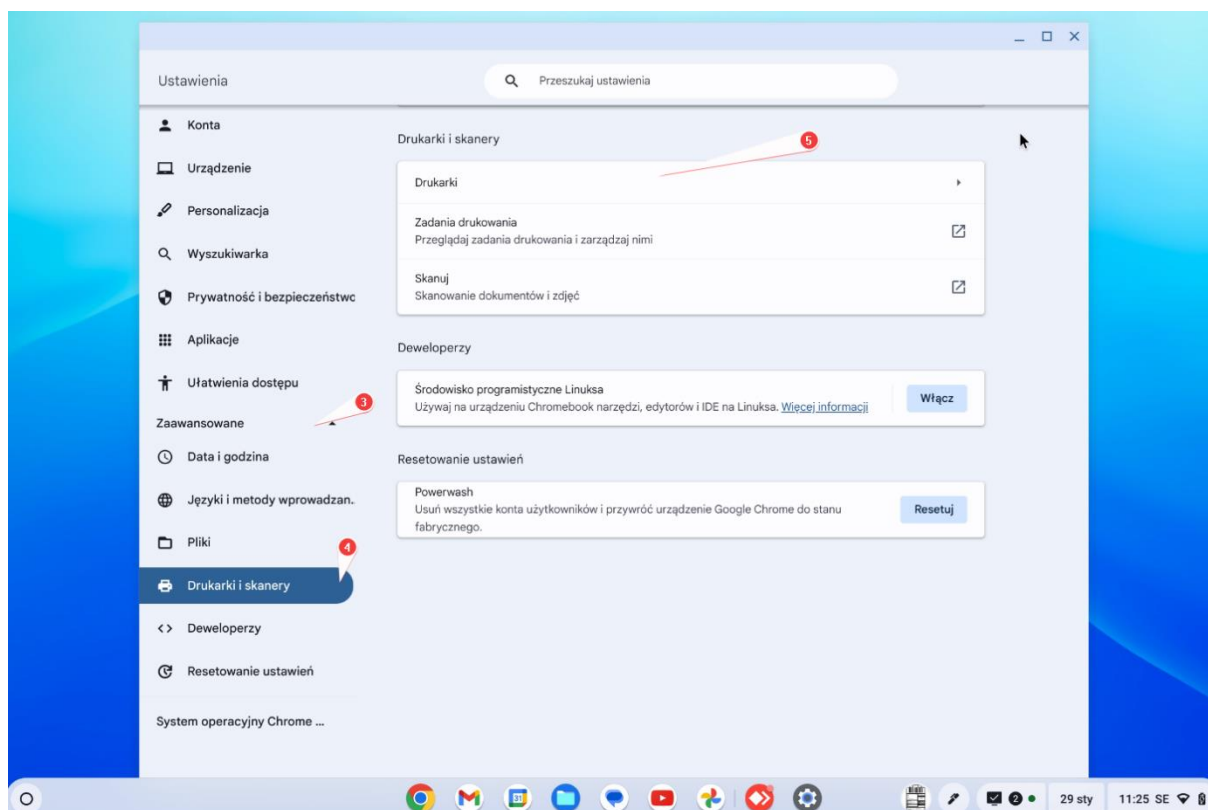 Ustawienia
Przeszukaj ustawienia
Konta
Urządzenie
Personalizacja
Wyszukiwarka
Prywatność i bezpieczeństwo
Aplikacje
Ułatwienia dostępu
3
Zaawansowane
Data i godzina
Języki i metody wprowadzan.
Pliki
4
Drukarki i skanery
Deweloperzy
Resetowanie ustawień
System operacyjny Chrome ...
Drukarki i skanery
5
Drukarki
Zadania drukowania
Przeglądaj zadania drukowania i zarządzaj nimi
Skanuj
Skanowanie dokumentów i zdjęć
Deweloperzy
Środowisko programistyczne Linuksa
Używaj na urządzeniu Chromebook narzędzi, edytorów i IDE na Linuksa. Więcej informacji
Włącz
Resetowanie ustawień
Powerwash
Usuń wszystkie konta użytkowników i przywróć urządzenie Google Chrome do stanu
fabrycznego.
Resetuj
31
2
29 sty
11:25 SE